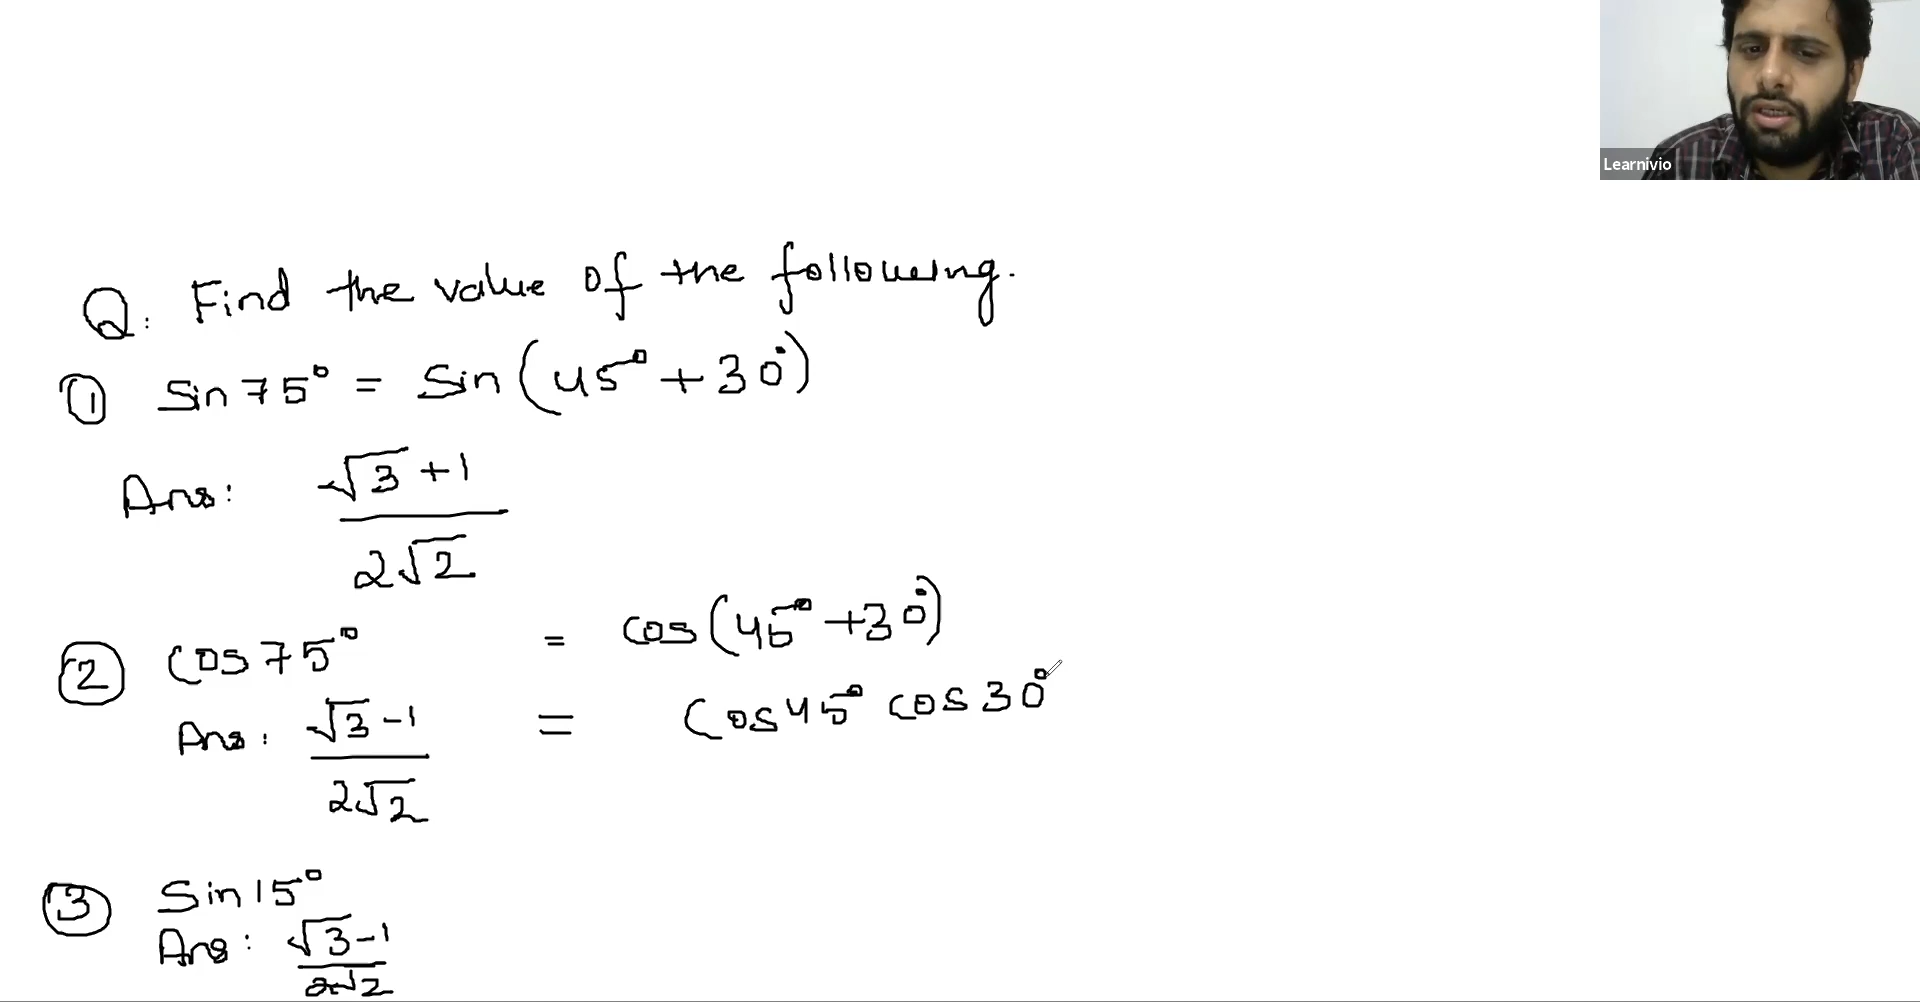 Learnivio
Q. Find the value of the following.
① Sin 75° = Sin (45° + 30°)
Ans: (√3 + 1) / (2√2)
② Cos 75° = cos (45° + 30°)
Ans: (√3 - 1) / (2√2) = Cos 45° cos 30°
③ Sin 15°
Ans: (√3 - 1) / (2√2)